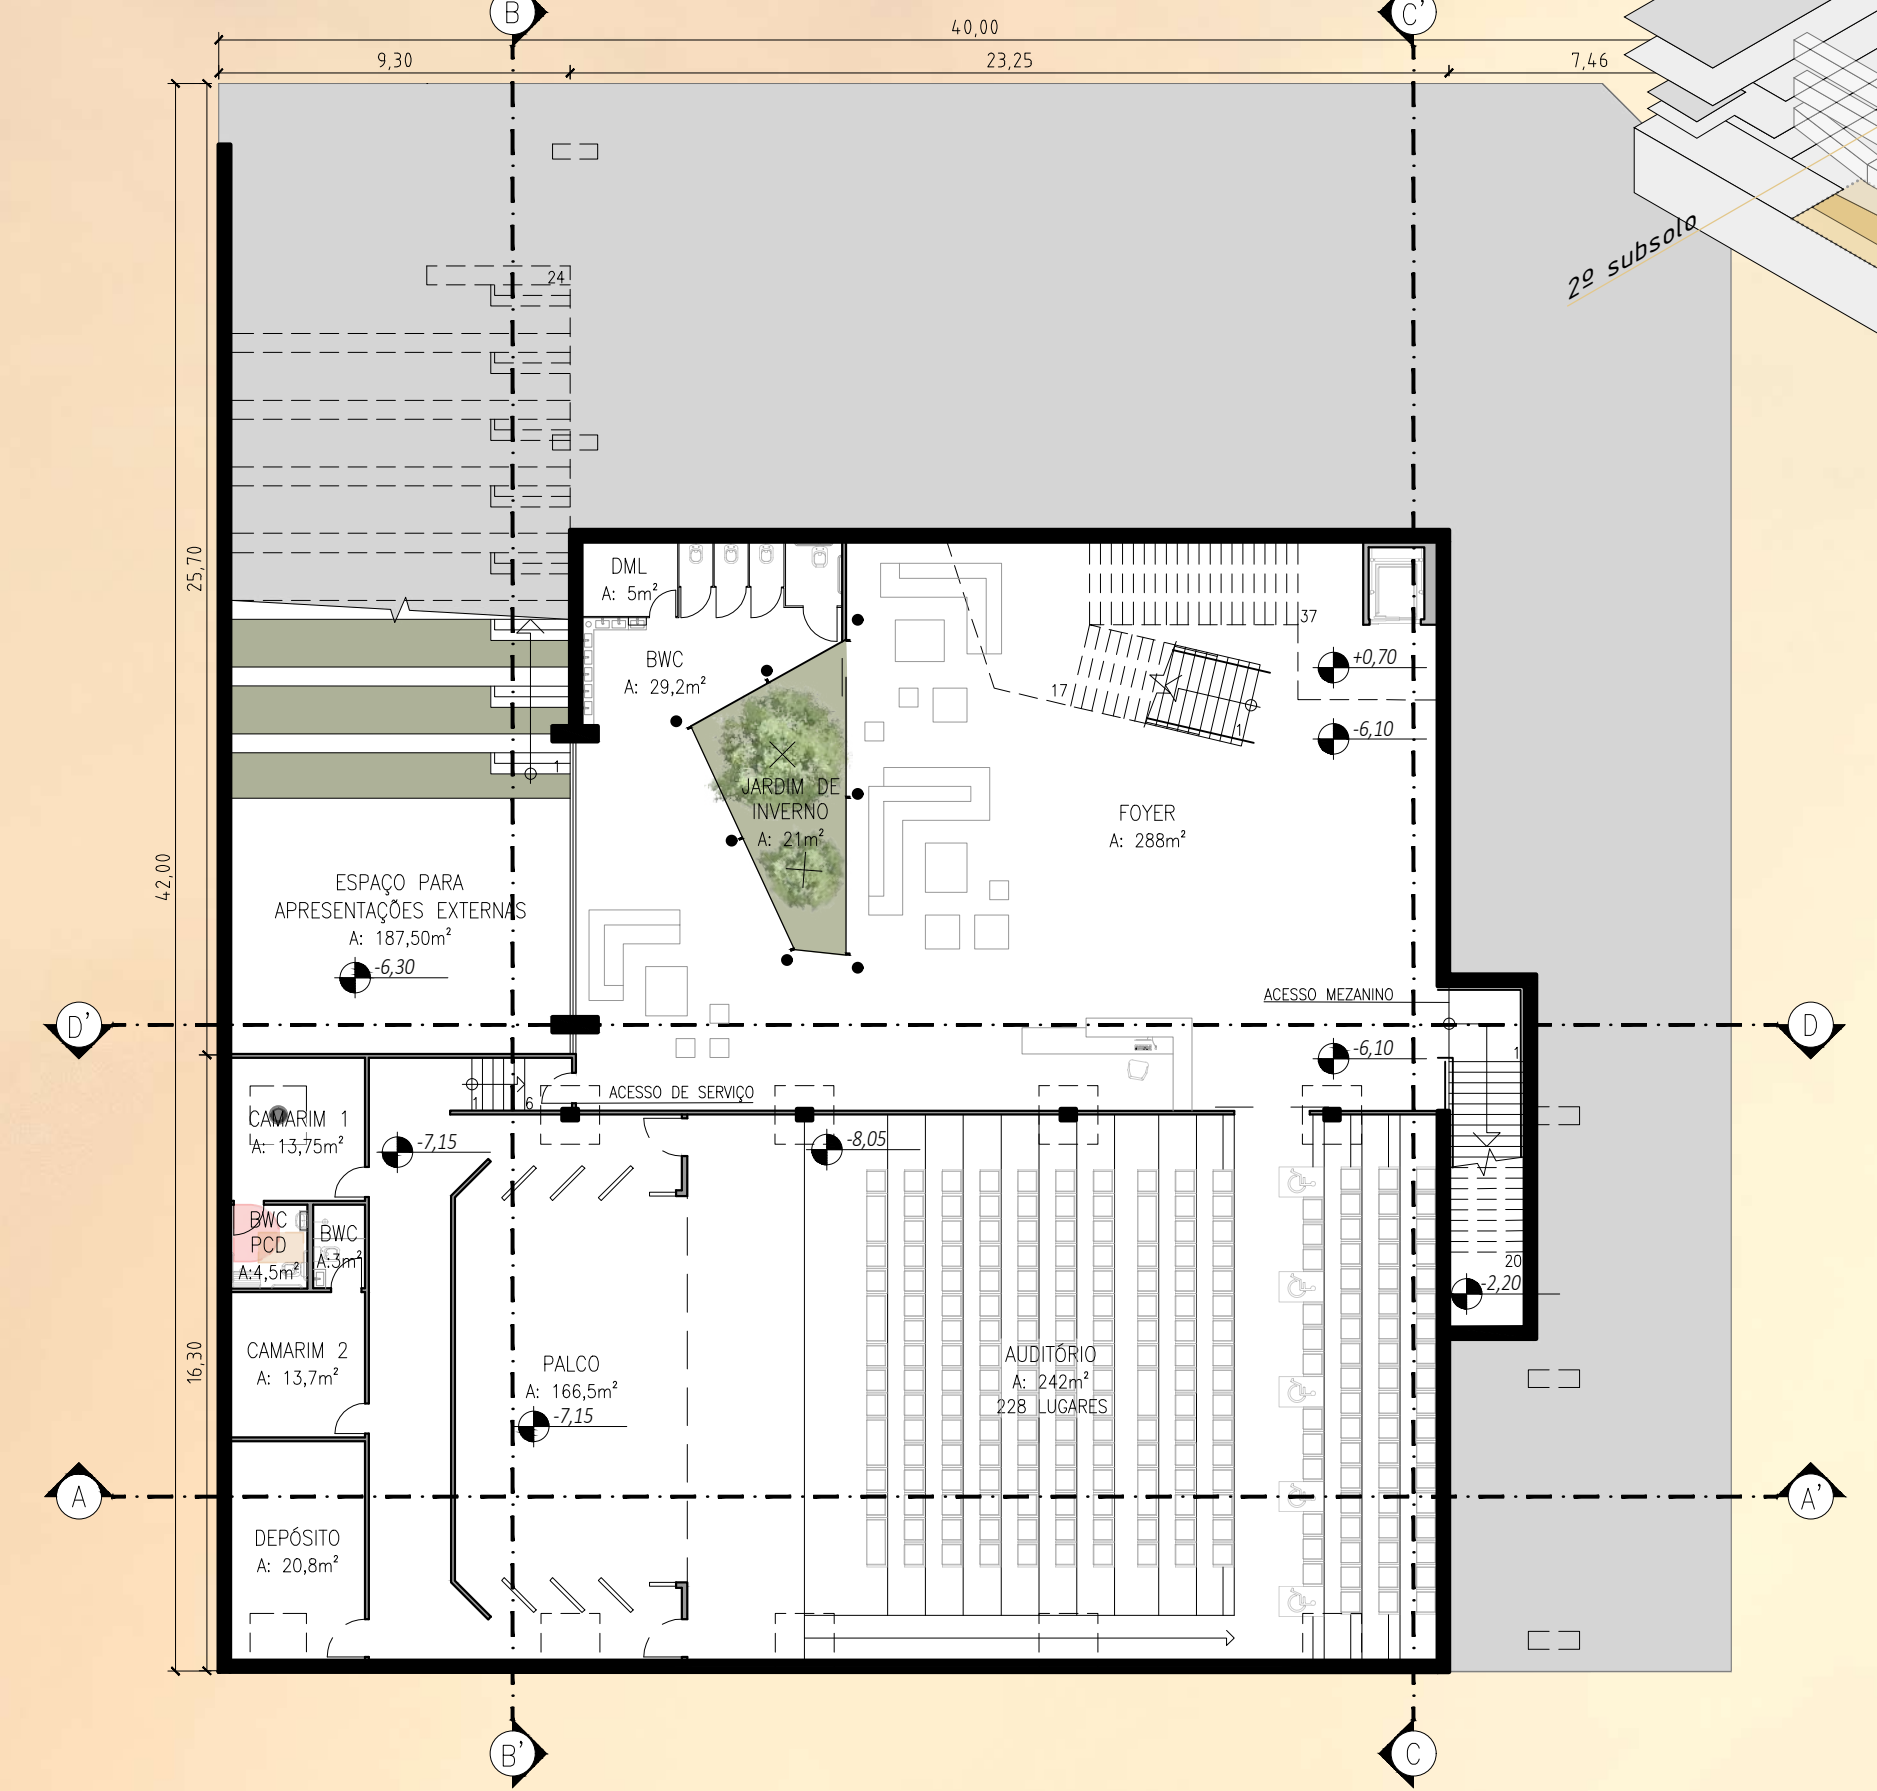 B
C'
40,00
9,30
23,25
7,46
2º subsolo
24
25,70
42,00
16,30
DML
A: 5m²
37
+0,70
BWC
A: 29,2m²
17
1
-6,10
1
JARDIM DE
INVERNO
A: 21m²
FOYER
A: 288m²
ESPAÇO PARA
APRESENTAÇÕES EXTERNAS
A: 187,50m²
-6,30
ACESSO MEZANINO
D'
D
-6,10
1
ACESSO DE SERVIÇO
1
6
CAMARIM 1
A: 13,75m²
-7,15
-8,05
BWC
PCD
A:4,5m²
BWC
A:3m²
20
-2,20
CAMARIM 2
A: 13,7m²
PALCO
A: 166,5m²
-7,15
AUDITÓRIO
A: 242m²
228 LUGARES
A
A'
DEPÓSITO
A: 20,8m²
B'
C